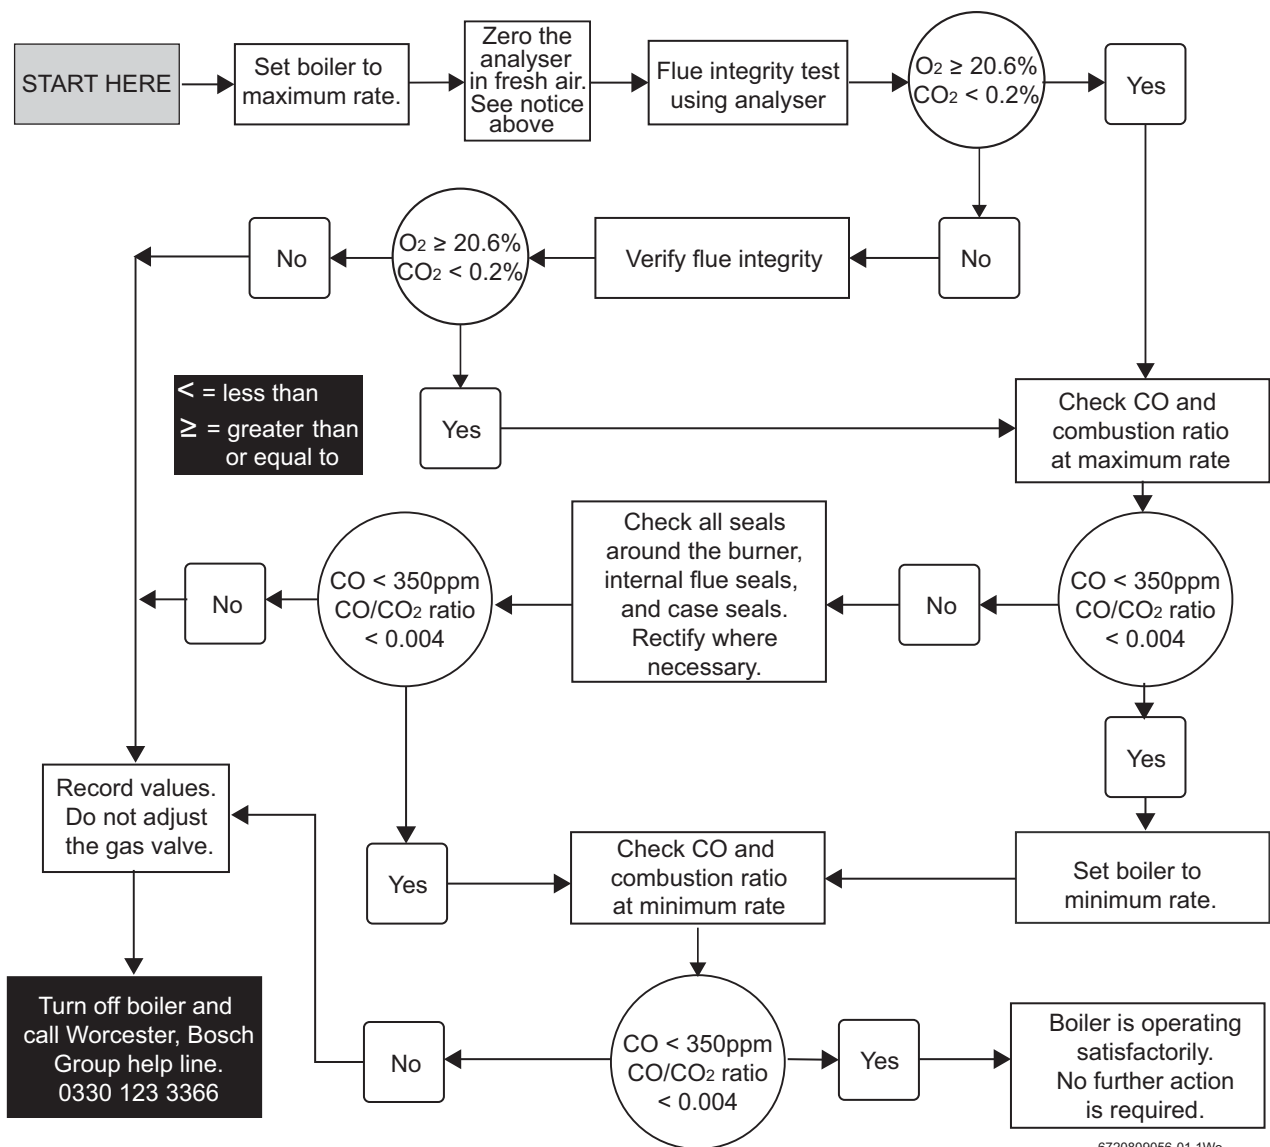 START HERE
Set boiler to
maximum rate.
Zero the
analyser
in fresh air.
See notice
above
Flue integrity test
using analyser
O2 ≥ 20.6%
CO2 < 0.2%
Yes
No
Verify flue integrity
O2 ≥ 20.6%
CO2 < 0.2%
No
Yes
< = less than
≥ = greater than
or equal to
Check CO and
combustion ratio
at maximum rate
CO < 350ppm
CO/CO2 ratio
< 0.004
No
Check all seals
around the burner,
internal flue seals,
and case seals.
Rectify where
necessary.
CO < 350ppm
CO/CO2 ratio
< 0.004
No
Yes
Yes
Set boiler to
minimum rate.
Check CO and
combustion ratio
at minimum rate
Record values.
Do not adjust
the gas valve.
Turn off boiler and
call Worcester, Bosch
Group help line.
0330 123 3366
No
CO < 350ppm
CO/CO2 ratio
< 0.004
Yes
Boiler is operating
satisfactorily.
No further action
is required.
6720809956-01.1Wo